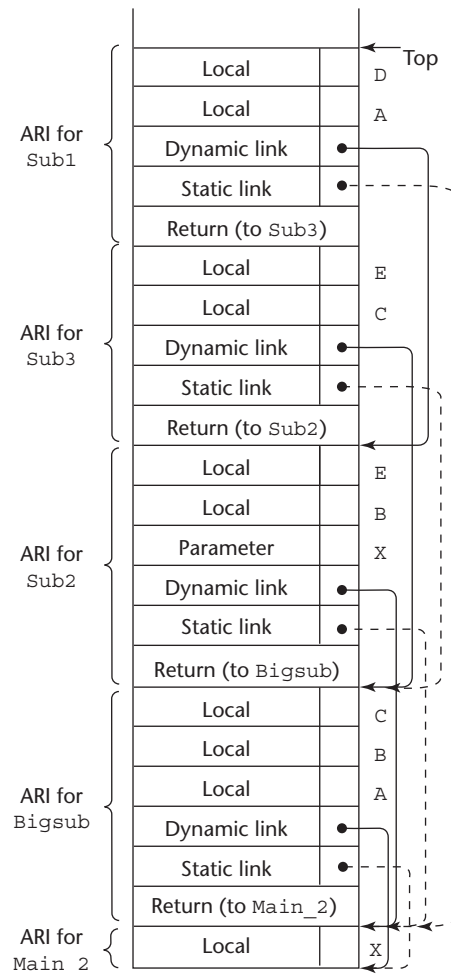 Top
Local D
Local A
ARI for
Sub1
Dynamic link
Static link
Return (to Sub3)
Local E
Local C
ARI for
Sub3
Dynamic link
Static link
Return (to Sub2)
Local E
Local B
Parameter X
ARI for
Sub2
Dynamic link
Static link
Return (to Bigsub)
Local C
Local B
Local A
ARI for
Bigsub
Dynamic link
Static link
Return (to Main_2)
ARI for
Main_2
Local X